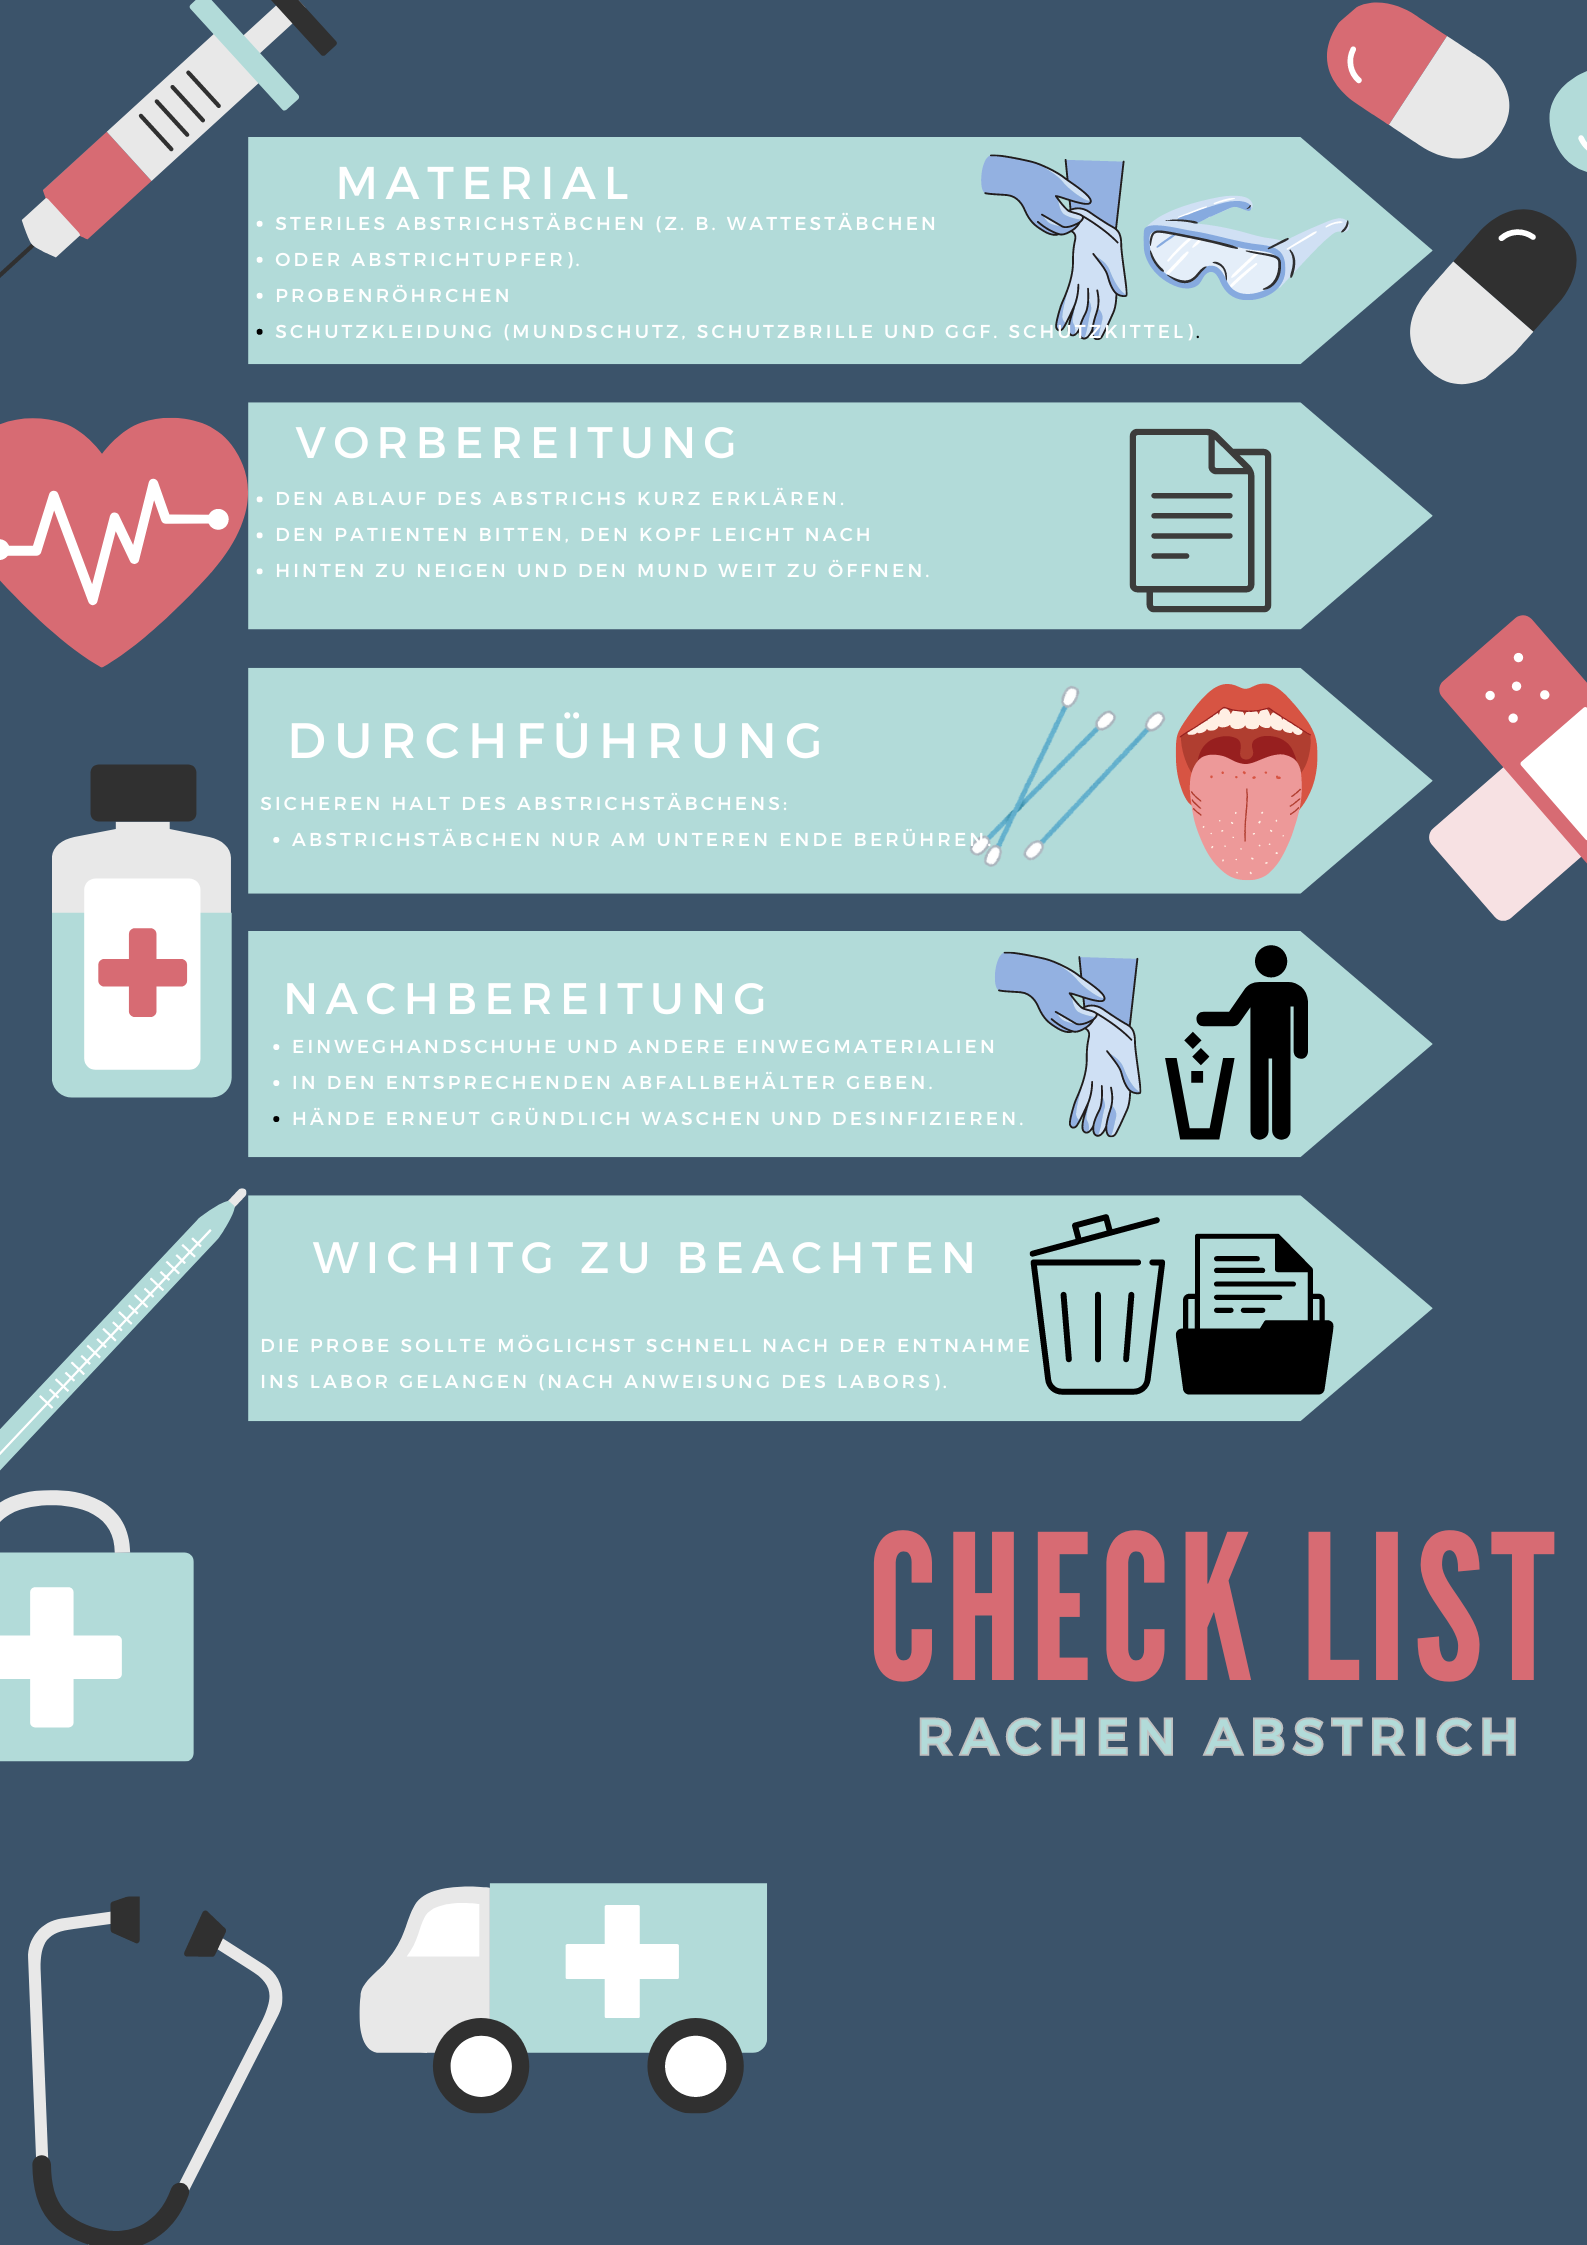 MATERIAL
• STERILES ABSTRICHSTÄBCHEN (Z. B. WATTESTÄBCHEN
• ODER ABSTRICHTUPFER).
• PROBENRÖHRCHEN
• SCHUTZKLEIDUNG (MUNDSCHUTZ, SCHUTZBRILLE UND GGF. SCHUTZKITTEL).
VORBEREITUNG
• DEN ABLAUF DES ABSTRICHS KURZ ERKLÄREN.
• DEN PATIENTEN BITTEN, DEN KOPF LEICHT NACH
• HINTEN ZU NEIGEN UND DEN MUND WEIT ZU ÖFFNEN.
DURCHFÜHRUNG
SICHEREN HALT DES ABSTRICHSTÄBCHENS:
• ABSTRICHSTÄBCHEN NUR AM UNTEREN ENDE BERÜHREN.
NACHBEREITUNG
• EINWEGHANDSCHUHE UND ANDERE EINWEGMATERIALIEN
• IN DEN ENTSPRECHENDEN ABFALLBEHÄLTER GEBEN.
• HÄNDE ERNEUT GRÜNDLICH WASCHEN UND DESINFIZIEREN.
WICHITG ZU BEACHTEN
DIE PROBE SOLLTE MÖGLICHST SCHNELL NACH DER ENTNAHME
INS LABOR GELANGEN (NACH ANWEISUNG DES LABORS).
CHECK LIST
RACHEN ABSTRICH